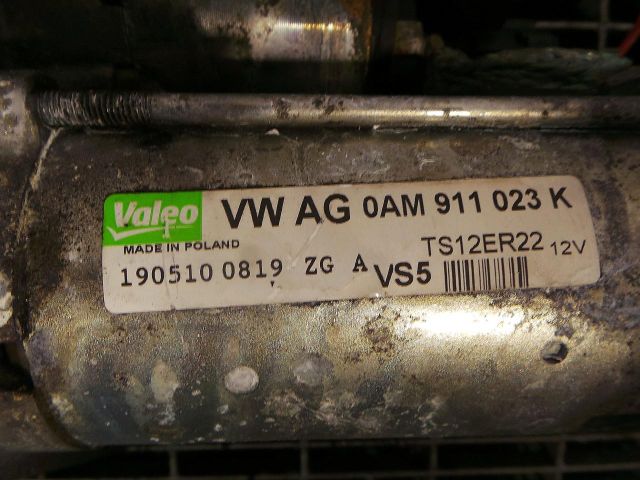 Valeo VW AG 0AM 911 023 K
MADE IN POLAND TS12ER22 12V
190510 0819 ZG A VS5